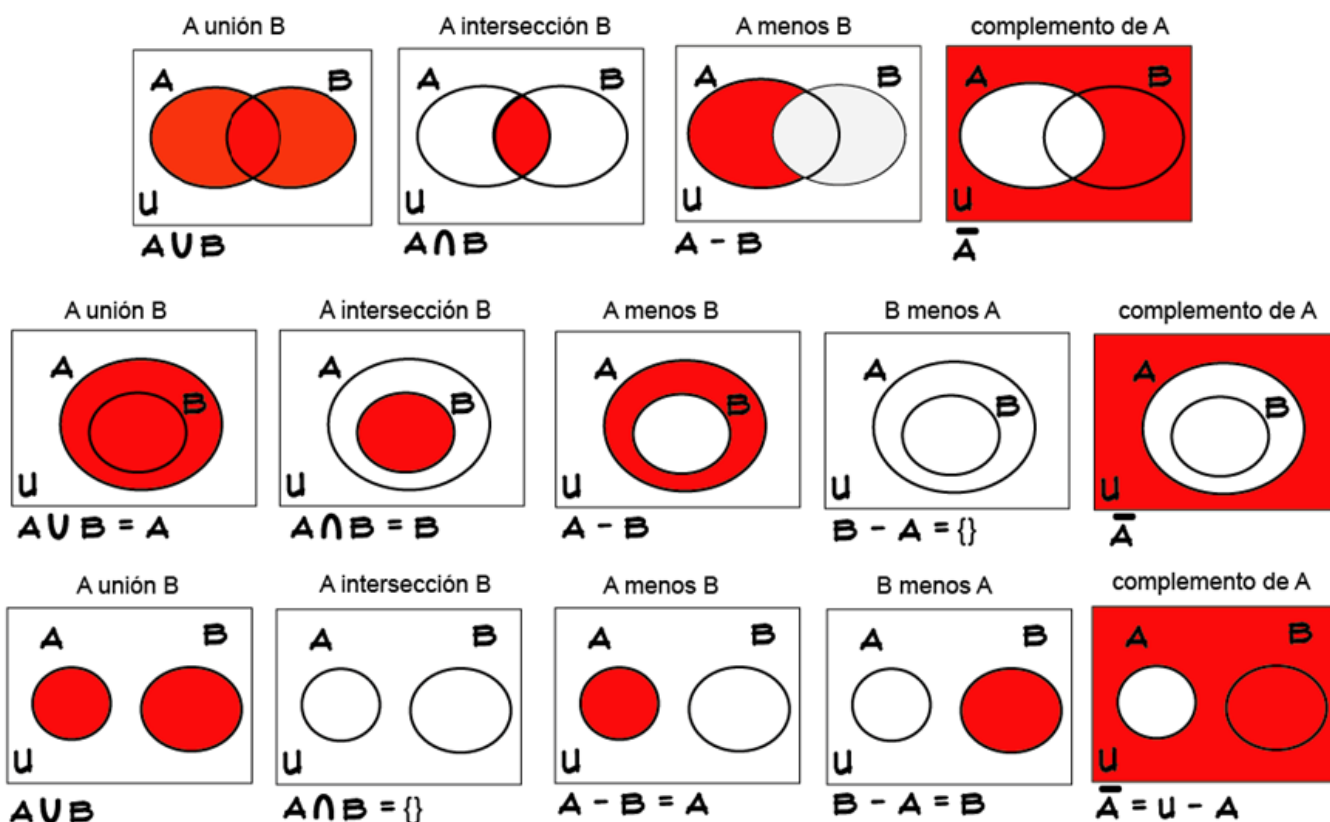 A unión B A intersección B A menos B complemento de A
A B A B A B A B
U U U U
A ∪ B A ∩ B A - B A̅
A unión B A intersección B A menos B B menos A complemento de A
A A A A A
B B B B B
U U U U U
A ∪ B = A A ∩ B = B A - B B - A = {} A̅
A unión B A intersección B A menos B B menos A complemento de A
A B A B A B A B A B
U U U U U
A ∪ B A ∩ B = {} A - B = A B - A = B A̅ = U - A